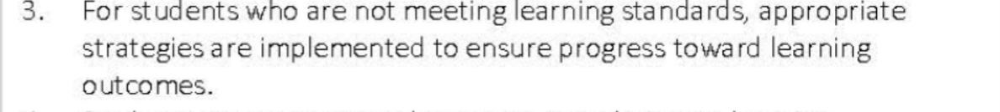 3. For students who are not meeting learning standards, appropriate
strategies are implemented to ensure progress toward learning
outcomes.